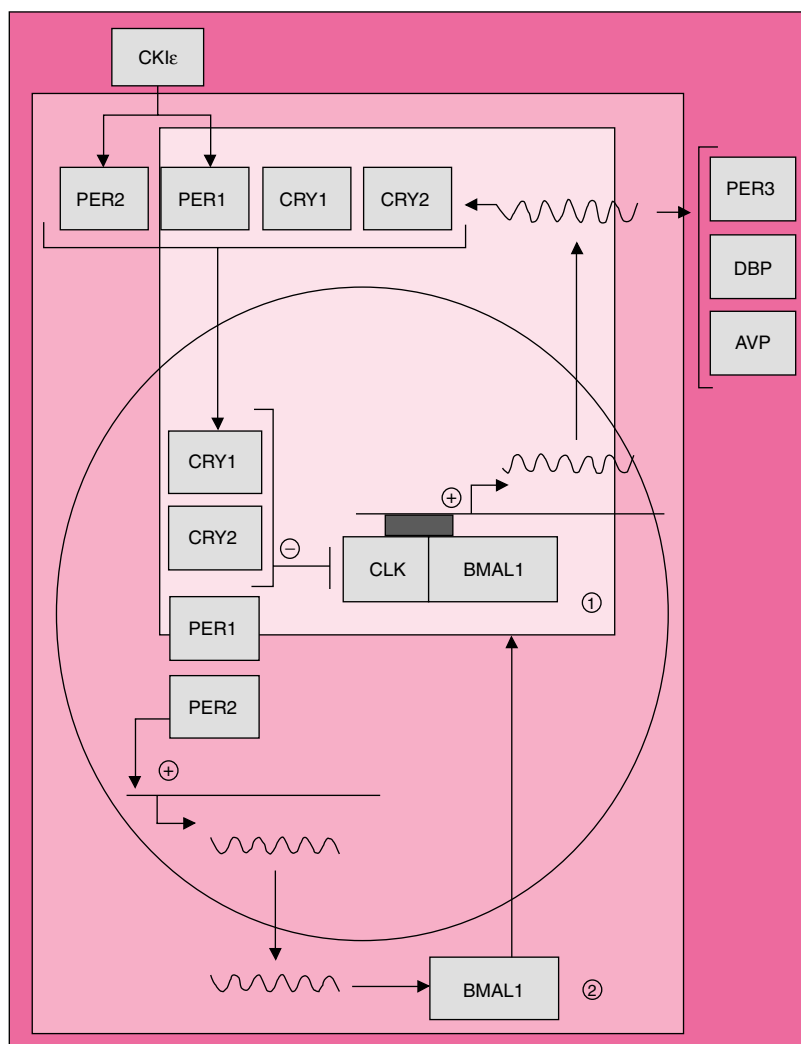 CKIε
PER2 PER1 CRY1 CRY2
PER3
DBP
AVP
CRY1
CRY2
PER1
PER2
⊕
⊖
CLK BMAL1
①
⊕
BMAL1
②